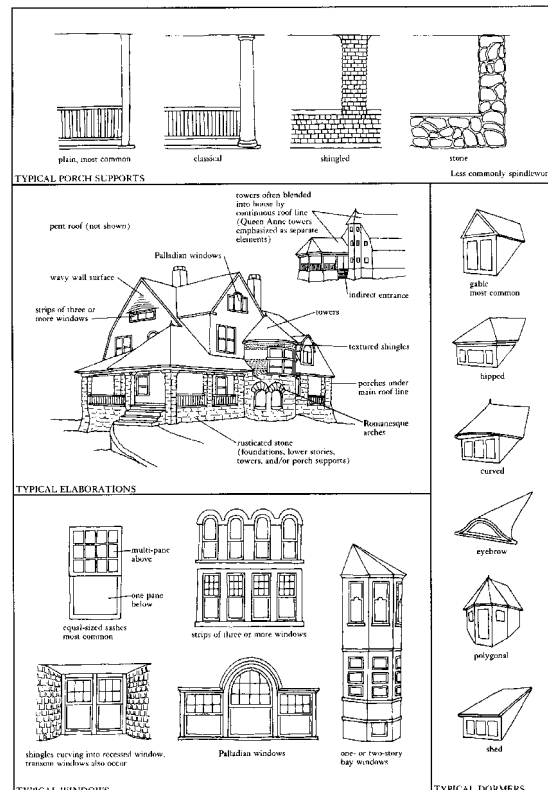 plain, most common
classical
shingled
stone
TYPICAL PORCH SUPPORTS
Less commonly spindlewor
pent roof (not shown)
towers often blended
into house by
continuous roof line
(Queen Anne towers
emphasized as separate
elements)
Palladian windows
wavy wall surface
indirect entrance
strips of three or
more windows
towers
textured shingles
porches under
main roof line
Romanesque
arches
rusticated stone
(foundations, lower stories,
towers, and/or porch supports)
TYPICAL ELABORATIONS
gable
most common
hipped
curved
eyebrow
polygonal
shed
TYPICAL DORMERS
multi-pane
above
one pane
below
equal-sized sashes
most common
strips of three or more windows
shingles curving into recessed window,
transom windows also occur
Palladian windows
one- or two-story
bay windows
TYPICAL WINDOWS